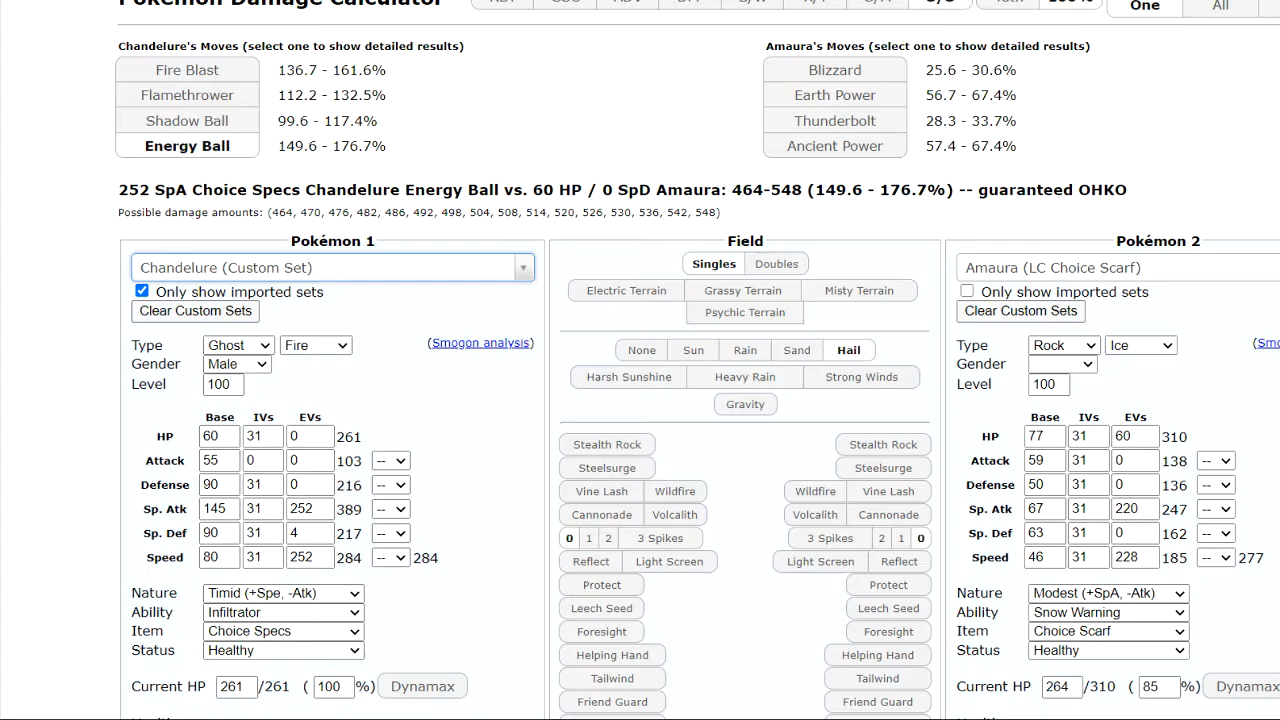 Pokémon Damage Calculator
One All
Chandelure's Moves (select one to show detailed results)
Fire Blast 136.7 - 161.6%
Flamethrower 112.2 - 132.5%
Shadow Ball 99.6 - 117.4%
Energy Ball 149.6 - 176.7%
Amaura's Moves (select one to show detailed results)
Blizzard 25.6 - 30.6%
Earth Power 56.7 - 67.4%
Thunderbolt 28.3 - 33.7%
Ancient Power 57.4 - 67.4%
252 SpA Choice Specs Chandelure Energy Ball vs. 60 HP / 0 SpD Amaura: 464-548 (149.6 - 176.7%) -- guaranteed OHKO
Possible damage amounts: (464, 470, 476, 482, 486, 492, 498, 504, 508, 514, 520, 526, 530, 536, 542, 548)
Pokémon 1
Chandelure (Custom Set)
Only show imported sets
Clear Custom Sets
Type Ghost Fire (Smogon analysis)
Gender Male
Level 100
Base IVs EVs
HP 60 31 0 261
Attack 55 0 0 103 --
Defense 90 31 0 216 --
Sp. Atk 145 31 252 389 --
Sp. Def 90 31 4 217 --
Speed 80 31 252 284 -- 284
Nature Timid (+Spe, -Atk)
Ability Infiltrator
Item Choice Specs
Status Healthy
Current HP 261 /261 ( 100 %) Dynamax
Field
Singles Doubles
Electric Terrain Grassy Terrain Misty Terrain
Psychic Terrain
None Sun Rain Sand Hail
Harsh Sunshine Heavy Rain Strong Winds
Gravity
Stealth Rock Stealth Rock
Steelsurge Steelsurge
Vine Lash Wildfire Wildfire Vine Lash
Cannonade Volcalith Volcalith Cannonade
0 1 2 3 Spikes 3 Spikes 2 1 0
Reflect Light Screen Light Screen Reflect
Protect Protect
Leech Seed Leech Seed
Foresight Foresight
Helping Hand Helping Hand
Tailwind Tailwind
Friend Guard Friend Guard
Pokémon 2
Amaura (LC Choice Scarf)
Only show imported sets
Clear Custom Sets
Type Rock Ice (Smo
Gender
Level 100
Base IVs EVs
HP 77 31 60 310
Attack 59 31 0 138 --
Defense 50 31 0 136 --
Sp. Atk 67 31 220 247 --
Sp. Def 63 31 0 162 --
Speed 46 31 228 185 -- 277
Nature Modest (+SpA, -Atk)
Ability Snow Warning
Item Choice Scarf
Status Healthy
Current HP 264 /310 ( 85 %) Dynamax